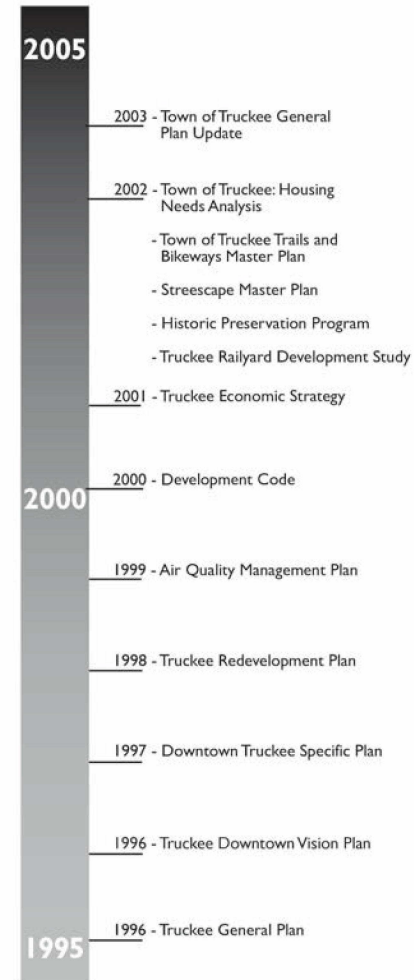 2005
2003 - Town of Truckee General
Plan Update
2002 - Town of Truckee: Housing
Needs Analysis
- Town of Truckee Trails and
Bikeways Master Plan
- Streescape Master Plan
- Historic Preservation Program
- Truckee Railyard Development Study
2001 - Truckee Economic Strategy
2000 - Development Code
2000
1999 - Air Quality Management Plan
1998 - Truckee Redevelopment Plan
1997 - Downtown Truckee Specific Plan
1996 - Truckee Downtown Vision Plan
1996 - Truckee General Plan
1995